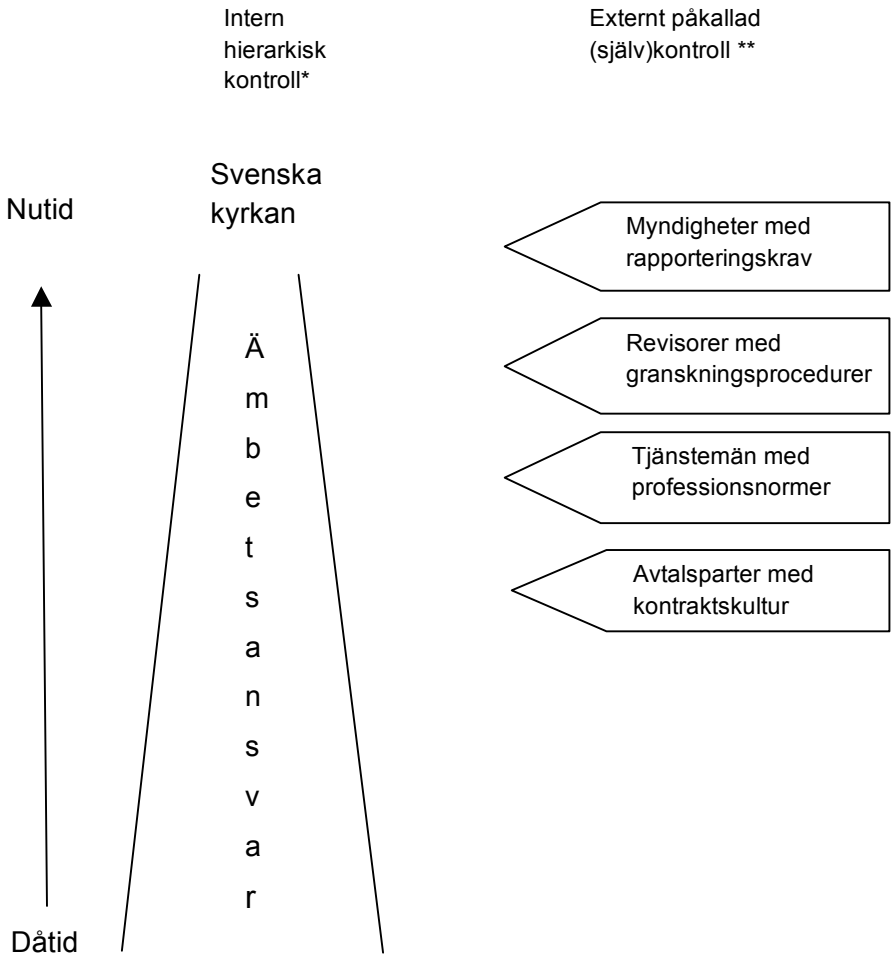 Intern
hierarkisk
kontroll*
Externt påkallad
(själv)kontroll **
Svenska
kyrkan
Nutid
Myndigheter med
rapporteringskrav
Revisorer med
granskningsprocedurer
Tjänstemän med
professionsnormer
Avtalsparter med
kontraktskultur
Ä
m
b
e
t
s
a
n
s
v
a
r
Dåtid